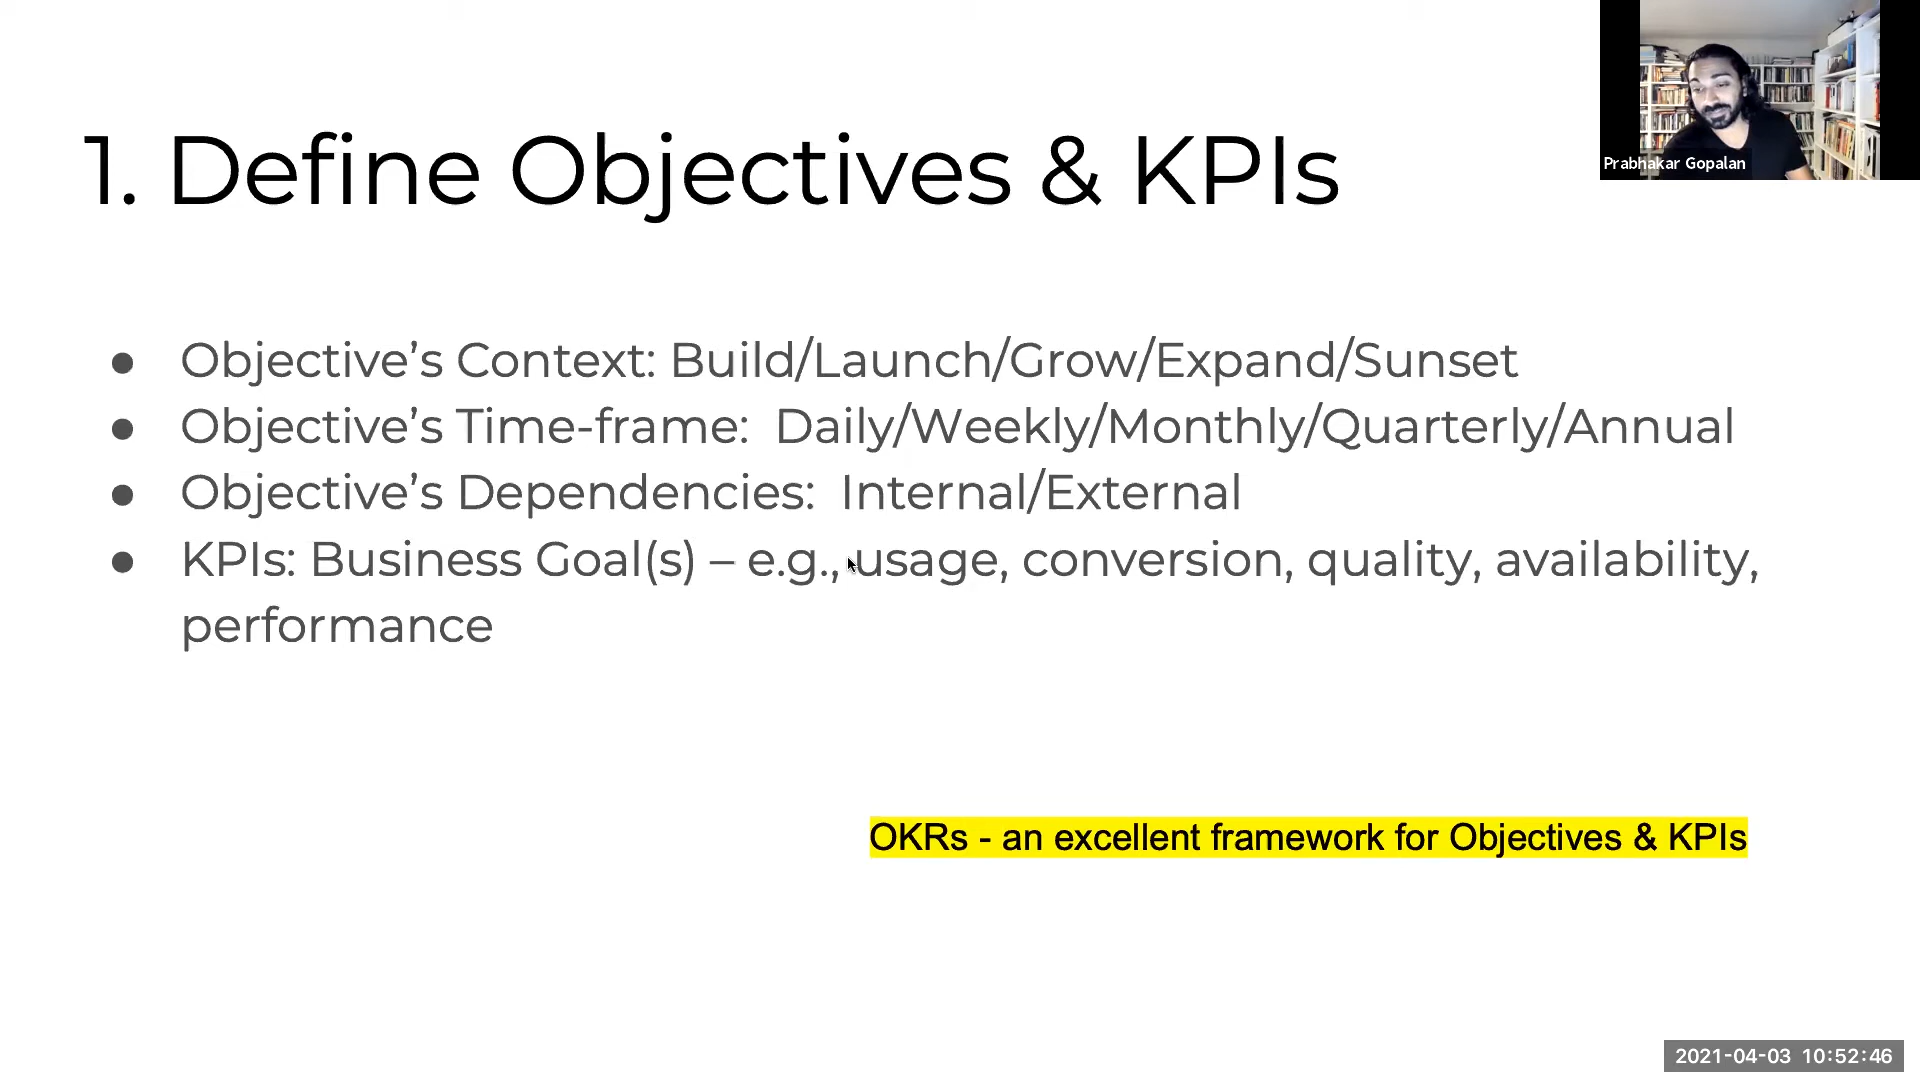 1. Define Objectives & KPIs
Prabhakar Gopalan
● Objective’s Context: Build/Launch/Grow/Expand/Sunset
● Objective’s Time-frame:  Daily/Weekly/Monthly/Quarterly/Annual
● Objective’s Dependencies:  Internal/External
● KPIs: Business Goal(s) – e.g., usage, conversion, quality, availability,
performance
OKRs - an excellent framework for Objectives & KPIs
2021-04-03 10:52:46